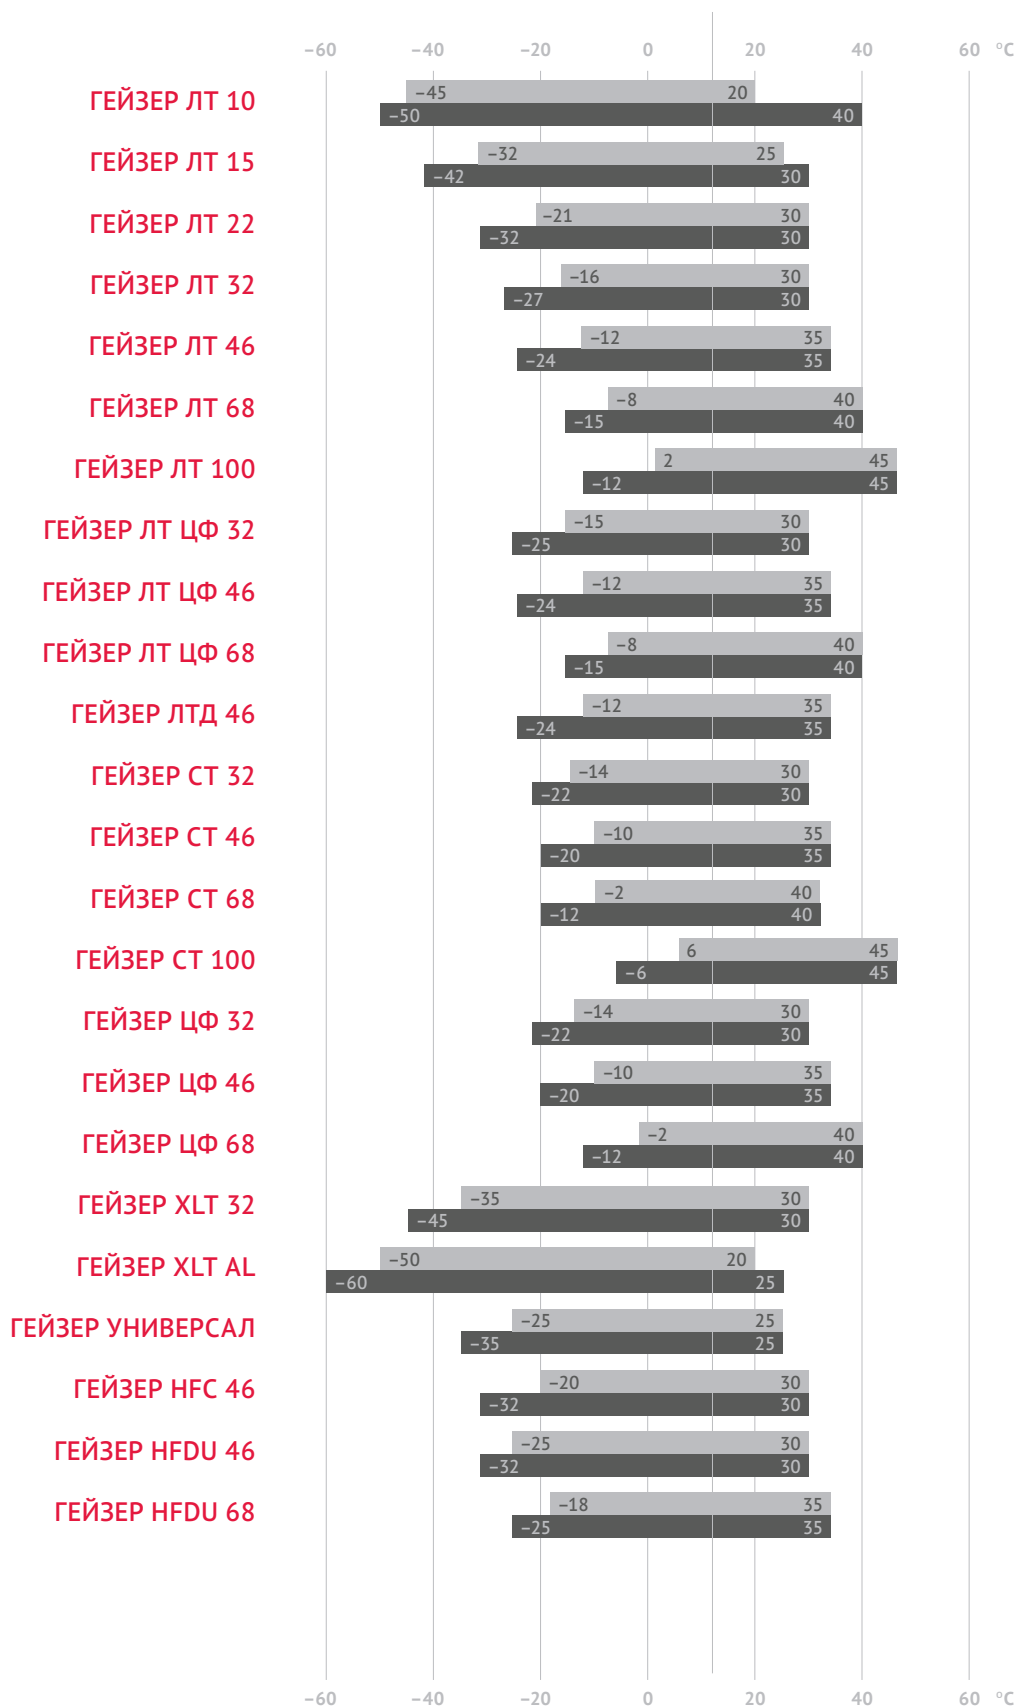 –60 –40 –20 0 20 40 60 °C
ГЕЙЗЕР ЛТ 10
–45 20
–50 40
ГЕЙЗЕР ЛТ 15
–32 25
–42 30
ГЕЙЗЕР ЛТ 22
–21 30
–32 30
ГЕЙЗЕР ЛТ 32
–16 30
–27 30
ГЕЙЗЕР ЛТ 46
–12 35
–24 35
ГЕЙЗЕР ЛТ 68
–8 40
–15 40
ГЕЙЗЕР ЛТ 100
2 45
–12 45
ГЕЙЗЕР ЛТ ЦФ 32
–15 30
–25 30
ГЕЙЗЕР ЛТ ЦФ 46
–12 35
–24 35
ГЕЙЗЕР ЛТ ЦФ 68
–8 40
–15 40
ГЕЙЗЕР ЛТД 46
–12 35
–24 35
ГЕЙЗЕР СТ 32
–14 30
–22 30
ГЕЙЗЕР СТ 46
–10 35
–20 35
ГЕЙЗЕР СТ 68
–2 40
–12 40
ГЕЙЗЕР СТ 100
6 45
–6 45
ГЕЙЗЕР ЦФ 32
–14 30
–22 30
ГЕЙЗЕР ЦФ 46
–10 35
–20 35
ГЕЙЗЕР ЦФ 68
–2 40
–12 40
ГЕЙЗЕР XLT 32
–35 30
–45 30
ГЕЙЗЕР XLT AL
–50 20
–60 25
ГЕЙЗЕР УНИВЕРСАЛ
–25 25
–35 25
ГЕЙЗЕР HFC 46
–20 30
–32 30
ГЕЙЗЕР HFDU 46
–25 30
–32 30
ГЕЙЗЕР HFDU 68
–18 35
–25 35
–60 –40 –20 0 20 40 60 °C